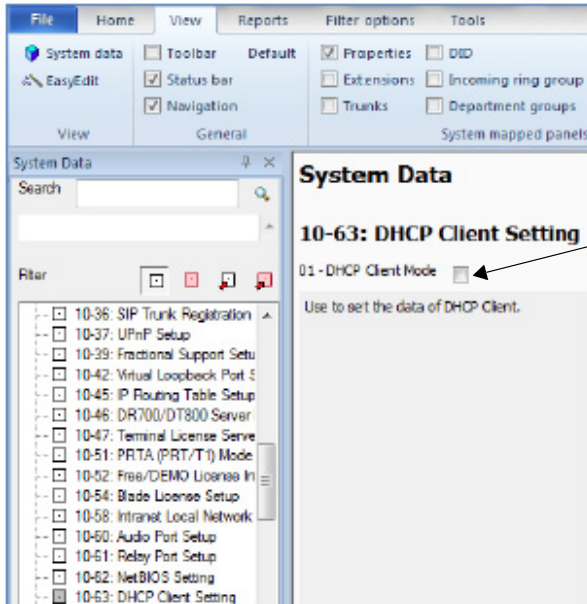 File Home View Reports Filter options Tools
System data Toolbar Default Properties DID
EasyEdit Status bar Extensions Incoming ring group
Navigation Trunks Department groups
View General System mapped panels
System Data
Search
Filter
10-36: SIP Trunk Registration
10-37: UPnP Setup
10-39: Fractional Support Setu
10-42: Virtual Loopback Port S
10-45: IP Routing Table Setup
10-46: DR700/DT800 Server
10-47: Terminal License Serve
10-51: PRTA (PRT/T1) Mode
10-52: Free/DEMO License In
10-54: Blade License Setup
10-58: Intranet Local Network
10-60: Audio Port Setup
10-61: Relay Port Setup
10-62: NetBIOS Setting
10-63: DHCP Client Setting
System Data
10-63: DHCP Client Setting
01 - DHCP Client Mode
Use to set the data of DHCP Client.